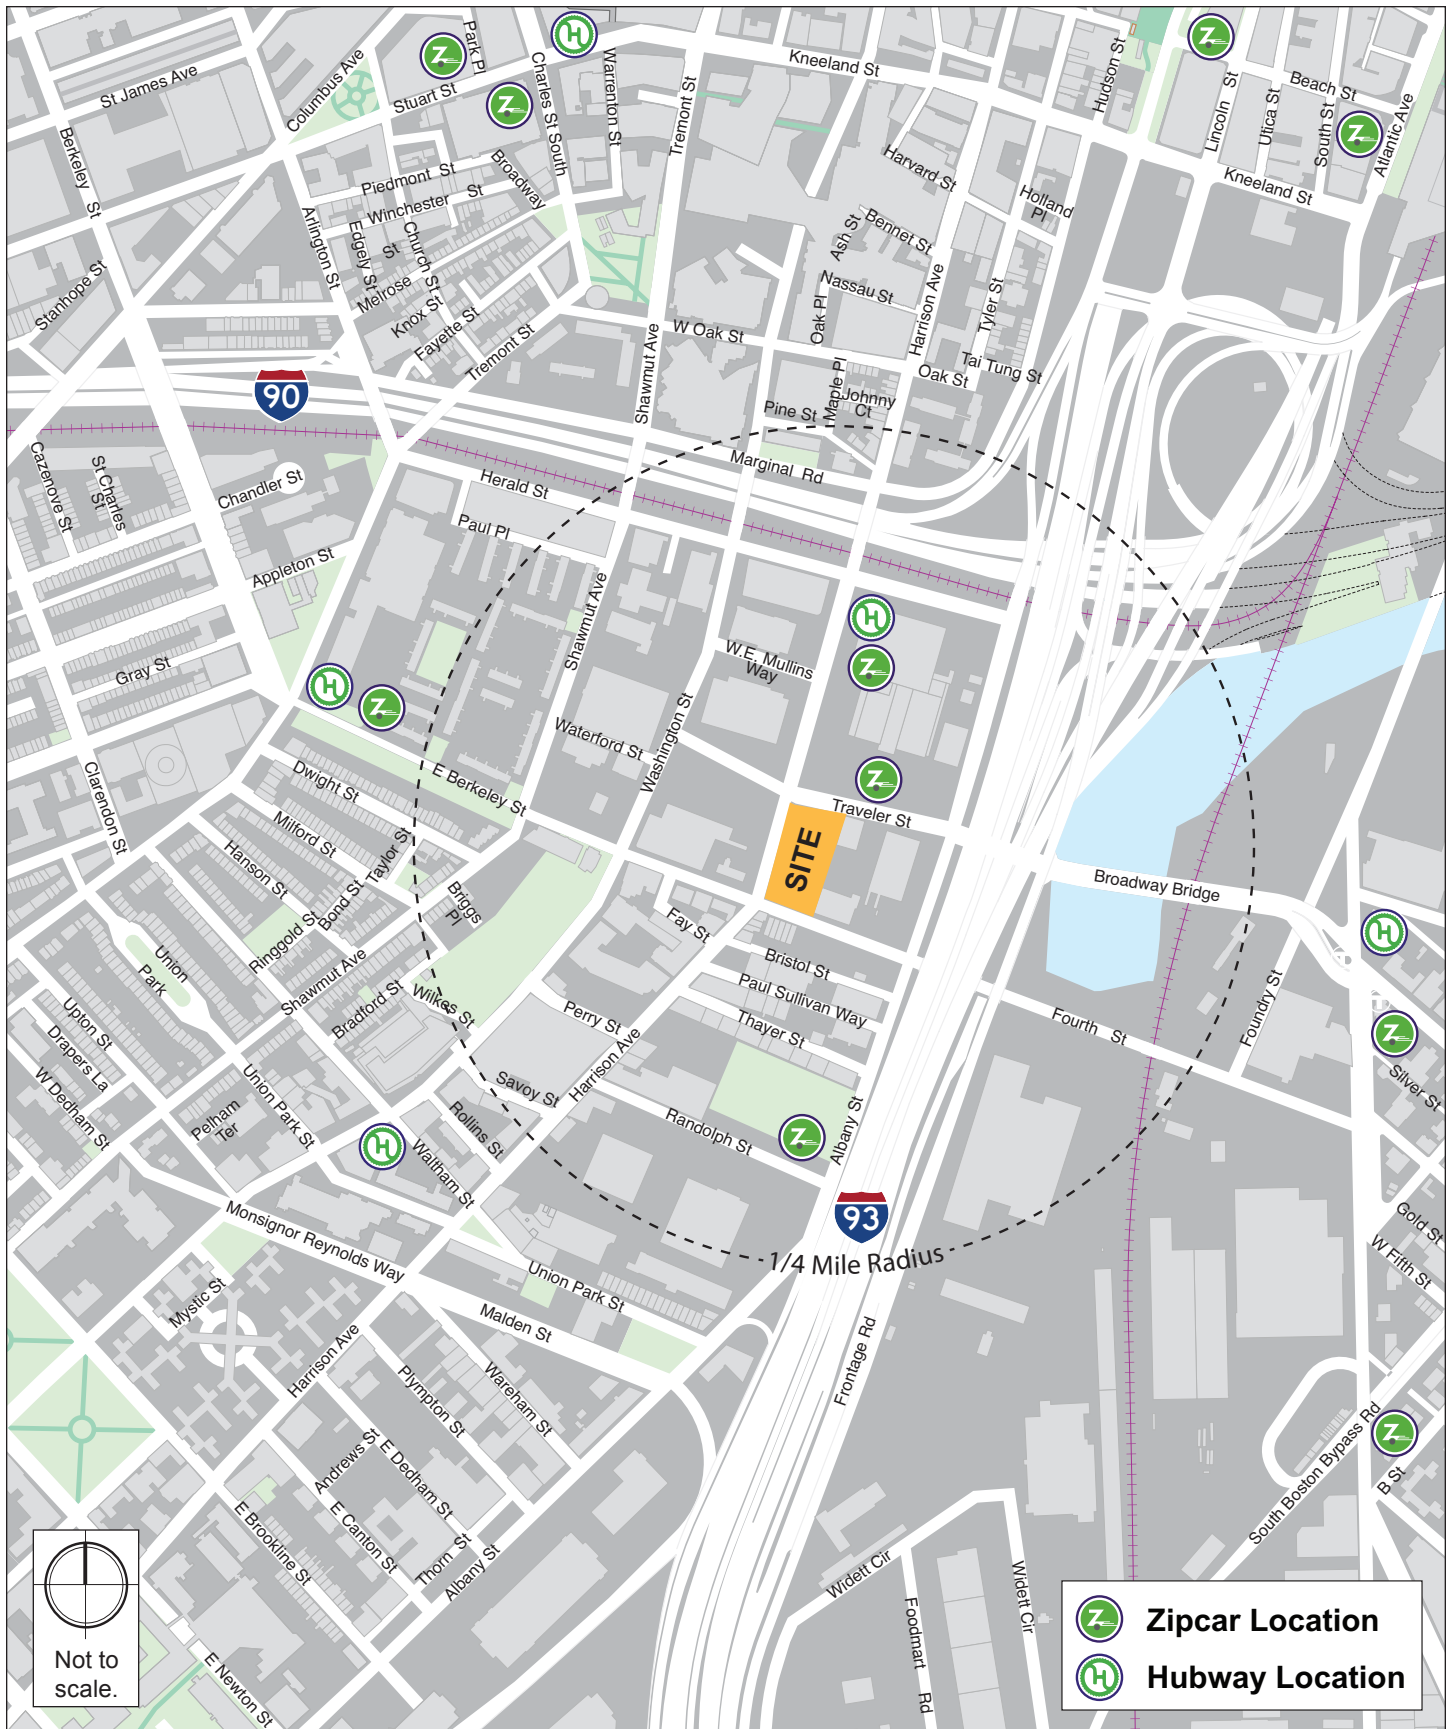 Park Pl
Kneeland St
Hudson St
Columbus Ave
St James Ave
Stuart St
Charles St South
Warrenton St
Tremont St
Lincoln St
Beach St
Utica St
South St
Atlantic Ave
Berkeley St
Piedmont St
Broadway
Winchester St
Harvard St
Kneeland St
Holland
Pl
Arlington St
Edgely St
St
Church St
Ash St
Bennet St
Melrose
Nassau St
Stanhope St
Knox St
Fayette St
Tremont St
W Oak St
Oak Pl
Harrison Ave
Tyler St
Shawmut Ave
Tai Tung St
Oak St
90
Maple Pl
Johnny
Ct
Pine St
Marginal Rd
Cazenove St
St Charles
St
Chandler St
Herald St
Paul Pl
Appleton St
Shawmut Ave
W.E. Mullins
Way
Gray St
Washington St
Waterford St
Clarendon St
Dwight St
E Berkeley St
Traveler St
SITE
Milford St
Hanson St
Taylor St
Bond St
Briggs
Pl
Broadway Bridge
Ringgold St
Fay St
Union
Park
Shawmut Ave
Bristol St
Paul Sullivan Way
Bradford St
Wilkes St
Perry St
Thayer St
Fourth St
Foundry St
Upton St
Drapers La
W Dedham St
Harrison Ave
Savoy St
Union Park St
Pelham
Ter
Rollins St
Waltham St
Randolph St
Albany St
Silver St
93
1/4 Mile Radius
Monsignor Reynolds Way
Gold St
W Fifth St
Union Park St
Mystic St
Malden St
Harrison Ave
Frontage Rd
Plympton St
Wareham St
Andrews St
E Dedham St
E Canton St
Thorn St
Albany St
E Brookline St
South Boston Bypass Rd
B St
Widett Cir
Widett Cir
Foodmart Rd
E Newton St
Not to
scale.
Zipcar Location
Hubway Location